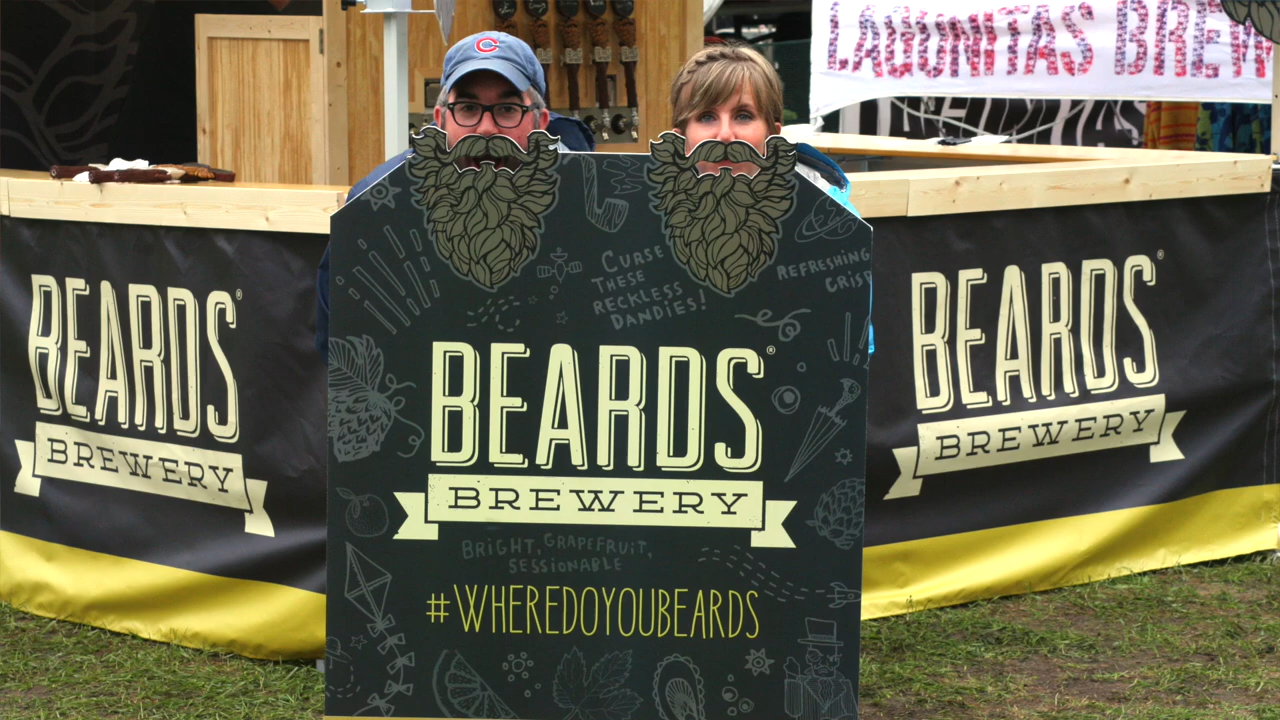 LAGUNITAS BREW
C
CURSE
THESE
RECKLESS
DANDIES!
REFRESHING
CRISP
BEARDS®
BREWERY
BEARDS®
BREWERY
BRIGHT, GRAPEFRUIT,
SESSIONABLE
#WHEREDOYOUBEARDS
BEARDS®
BREWERY